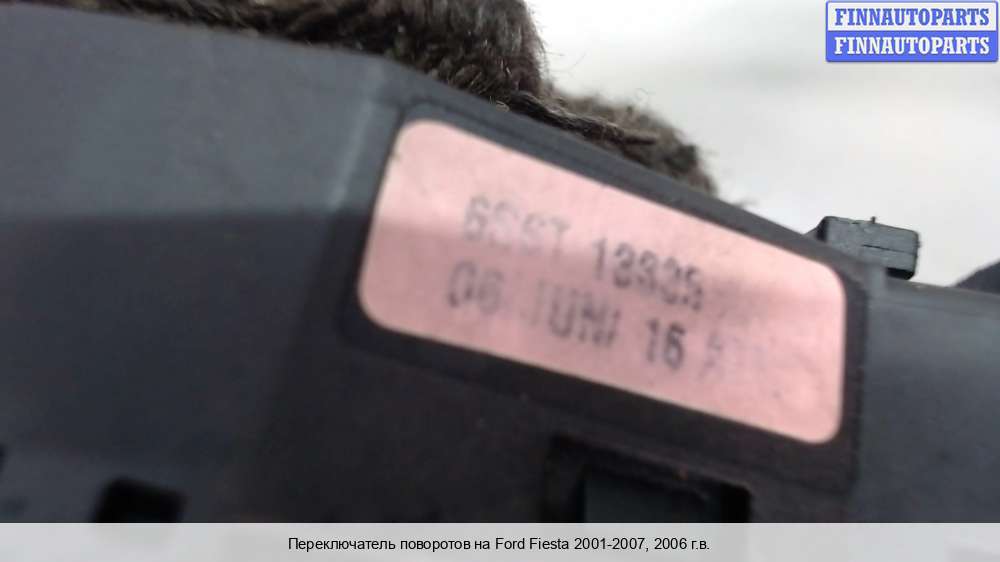 FINNAUTOPARTS
FINNAUTOPARTS
6S6T 13335
06 JUNI 16
Переключатель поворотов на Ford Fiesta 2001-2007, 2006 г.в.